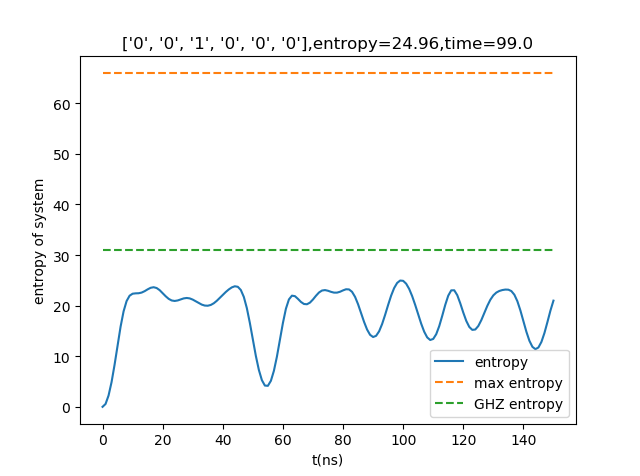 ['0', '0', '1', '0', '0', '0'],entropy=24.96,time=99.0
entropy of system
60
50
40
30
20
10
0
0 20 40 60 80 100 120 140
t(ns)
entropy
max entropy
GHZ entropy